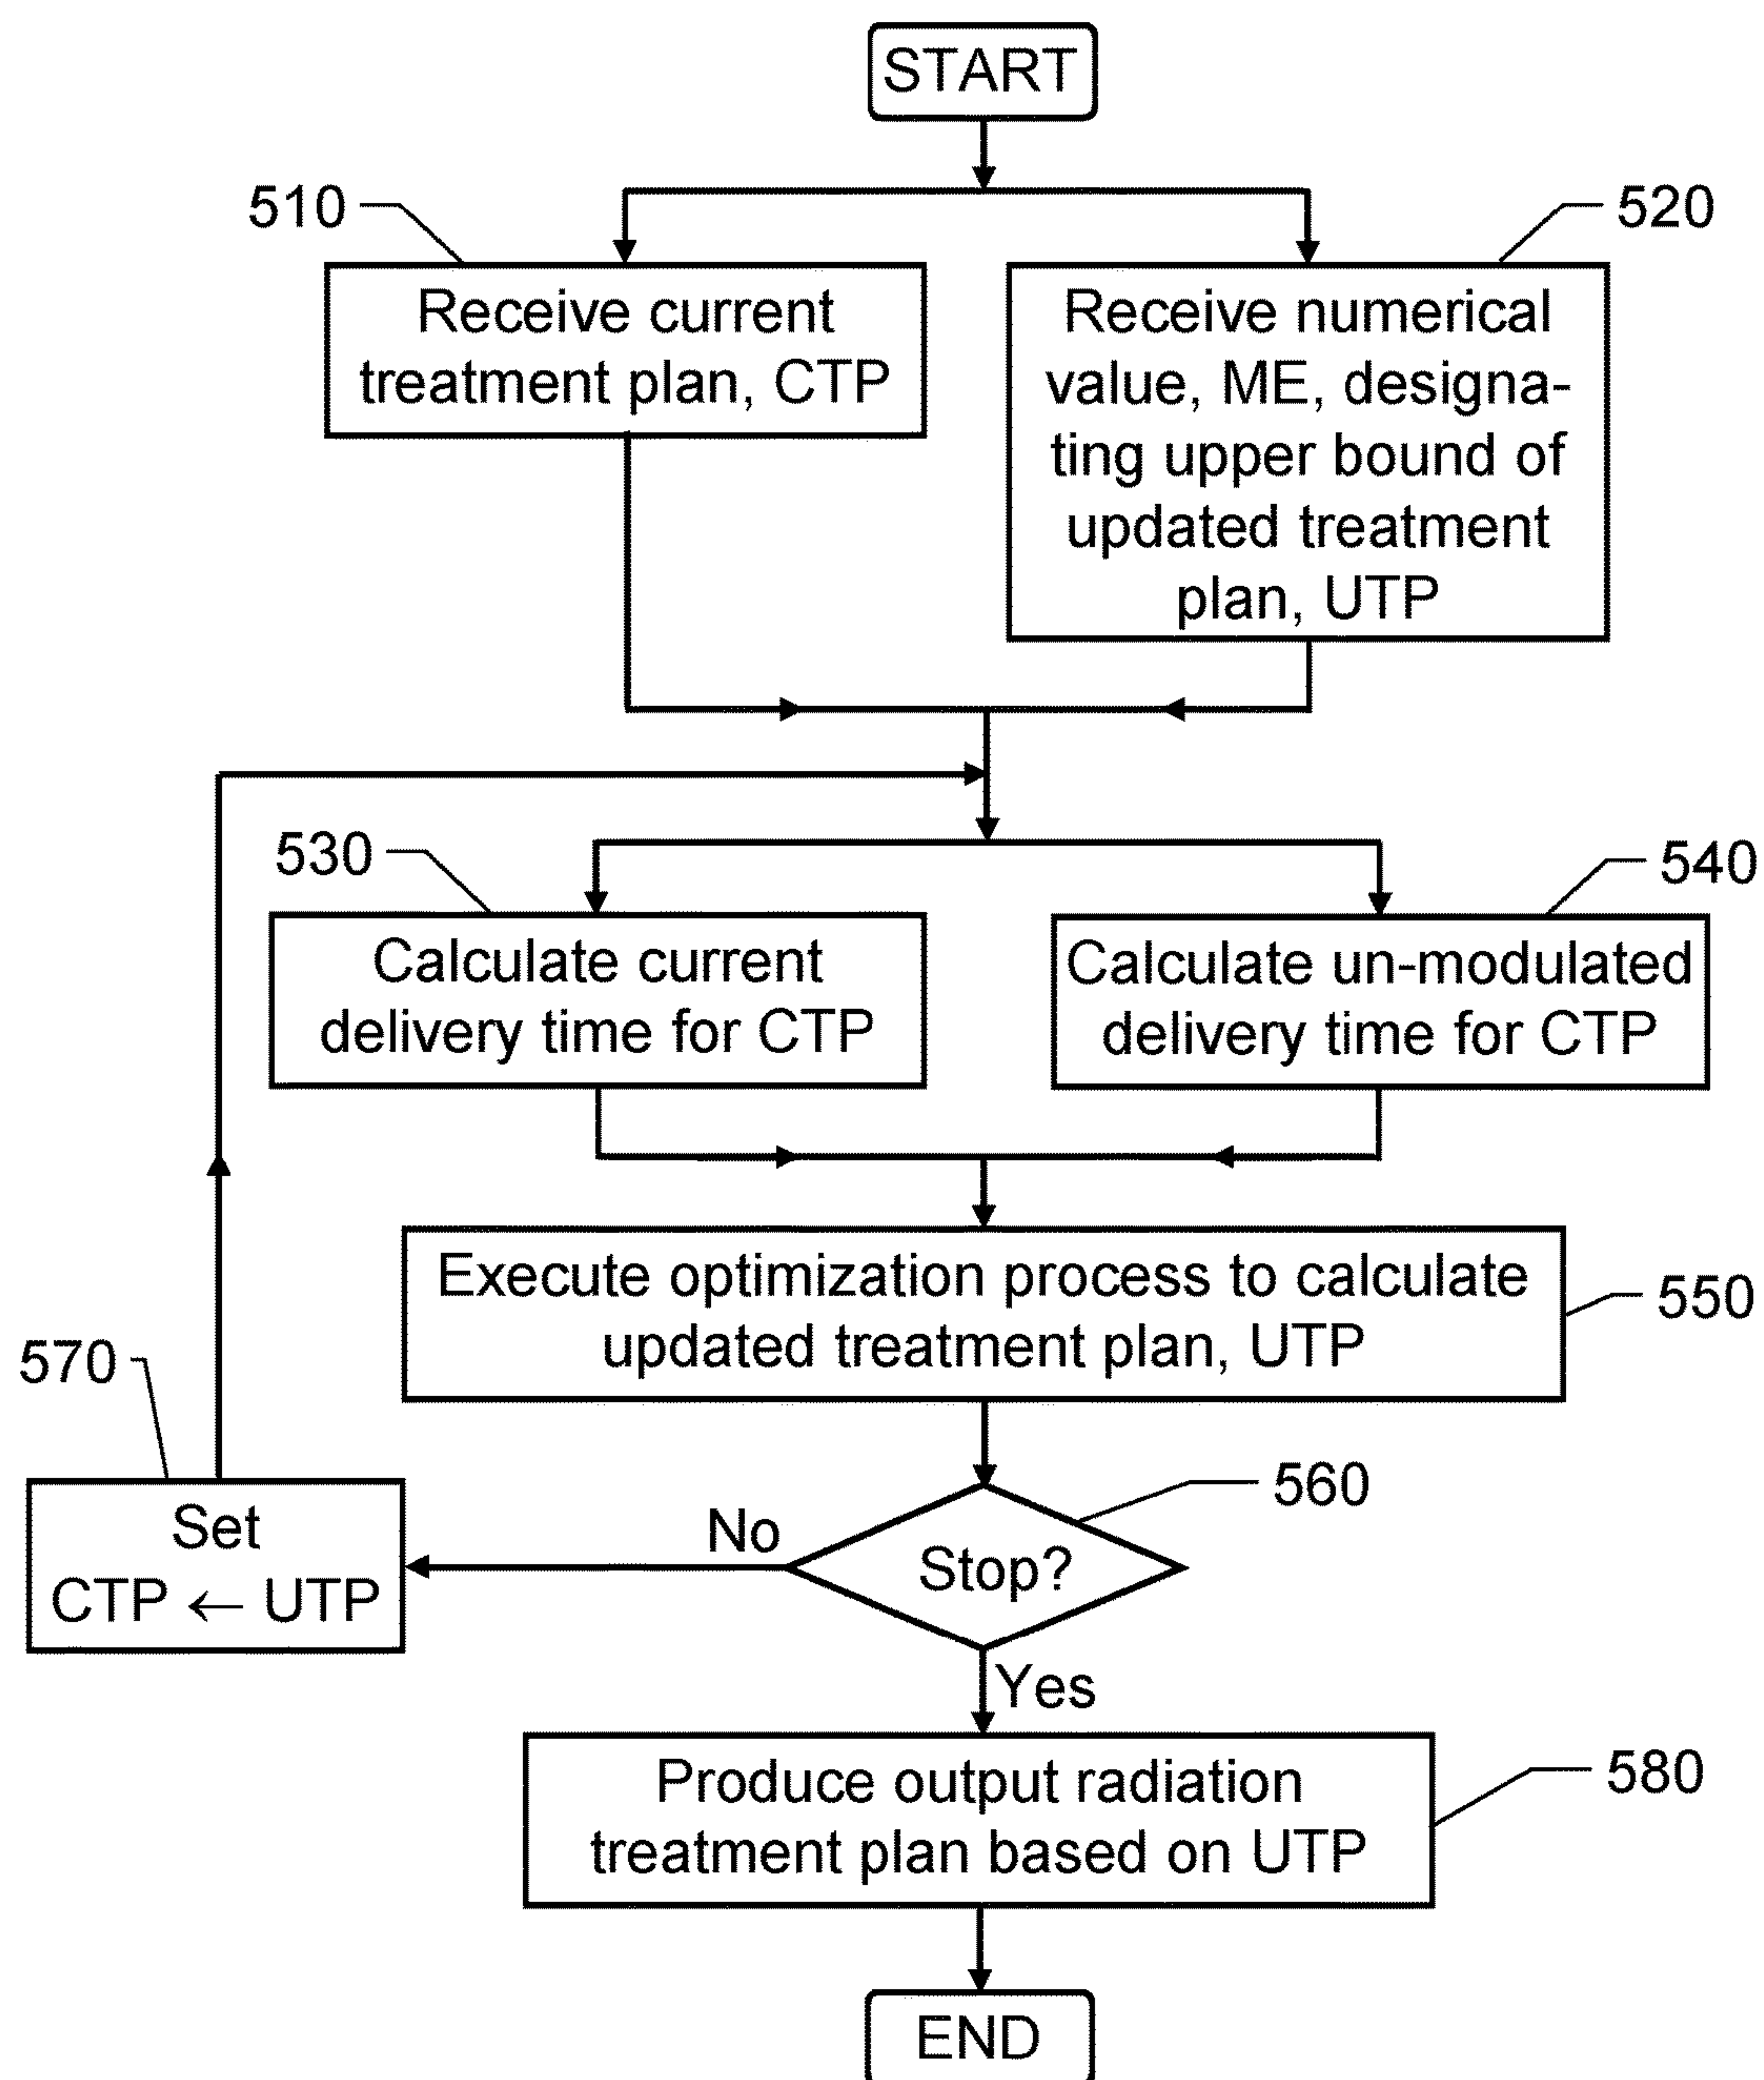 START
510
520
Receive current
treatment plan, CTP
Receive numerical
value, ME, designa-
ting upper bound of
updated treatment
plan, UTP
530
540
Calculate current
delivery time for CTP
Calculate un-modulated
delivery time for CTP
Execute optimization process to calculate
updated treatment plan, UTP
550
570
560
Set
CTP ← UTP
No
Stop?
Yes
Produce output radiation
treatment plan based on UTP
580
END